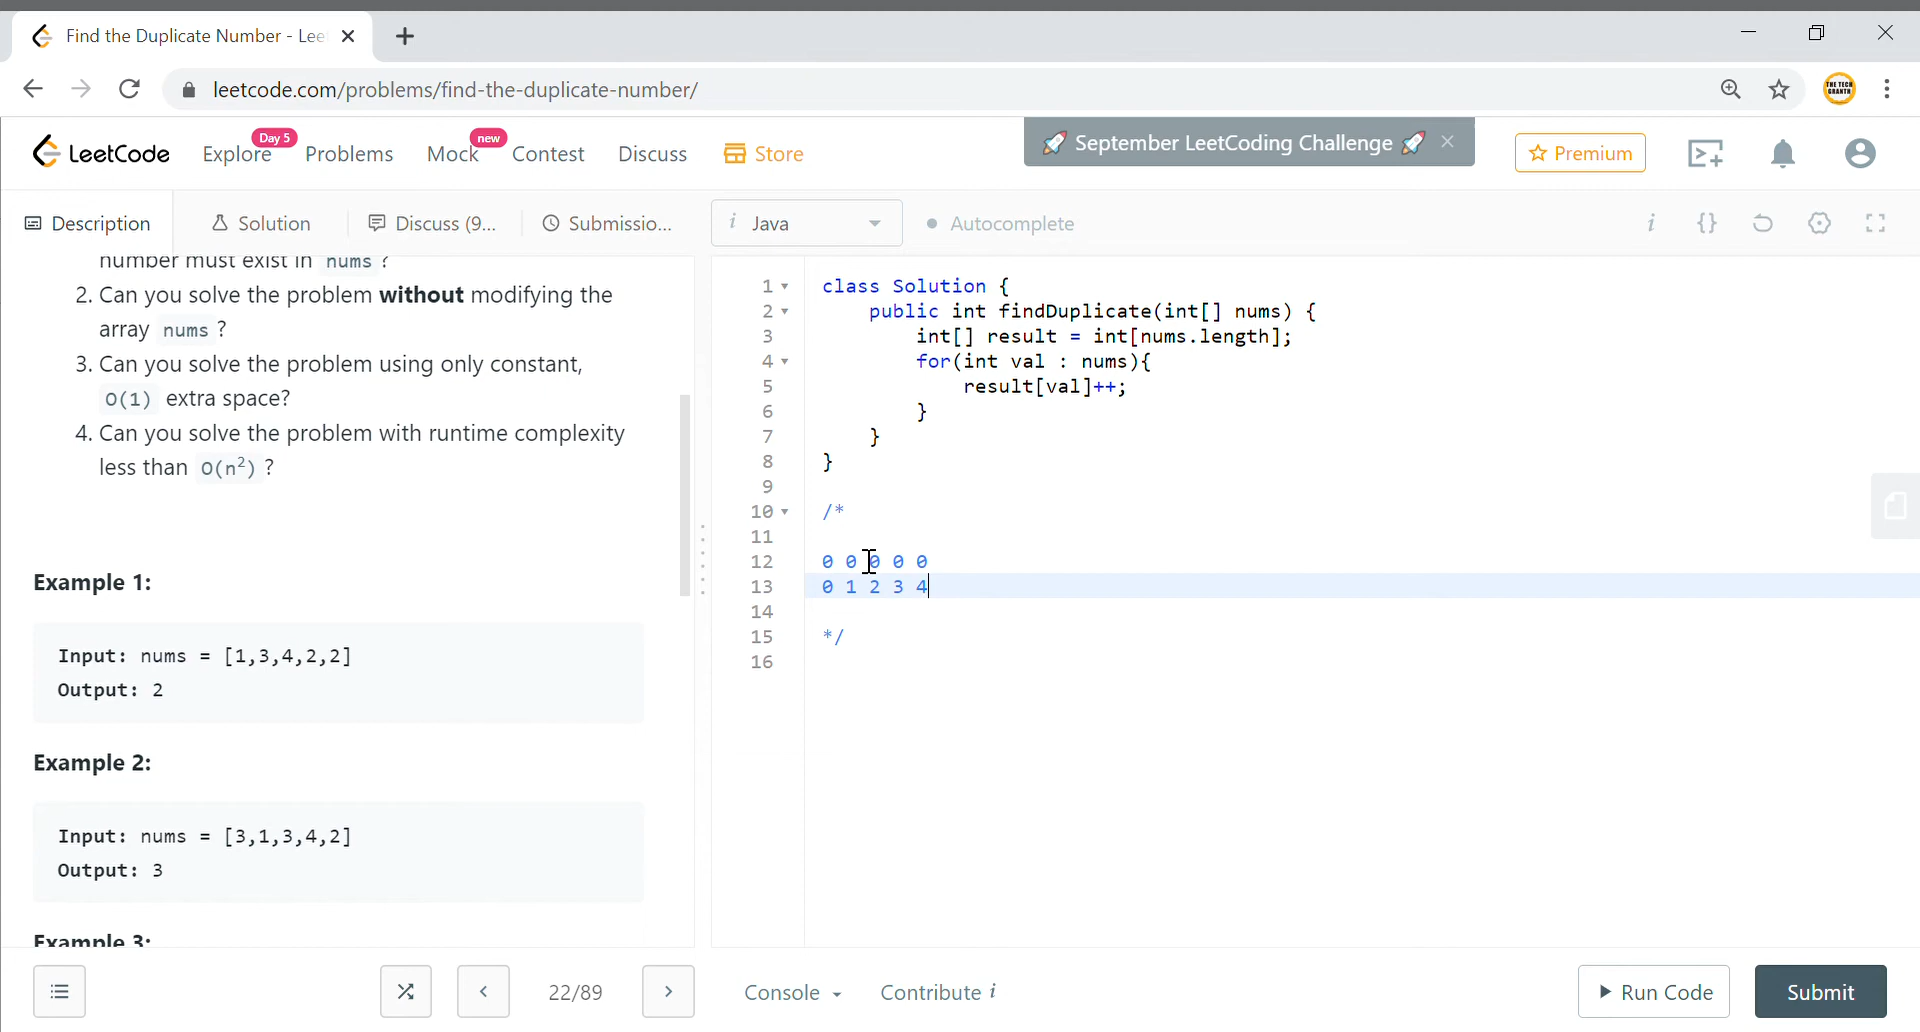 Find the Duplicate Number - Lee
leetcode.com/problems/find-the-duplicate-number/
THE TECH GRANTH
LeetCode
Explore
Day 5
Problems
Mock
new
Contest
Discuss
Store
🚀 September LeetCoding Challenge 🚀
Premium
Description
Solution
Discuss (9...
Submissio...
i Java
Autocomplete
i {}
number must exist in nums ?
2. Can you solve the problem without modifying the
array nums ?
3. Can you solve the problem using only constant,
O(1) extra space?
4. Can you solve the problem with runtime complexity
less than O(n²) ?
Example 1:
Input: nums = [1,3,4,2,2]
Output: 2
Example 2:
Input: nums = [3,1,3,4,2]
Output: 3
Example 3:
1 class Solution {
2 public int findDuplicate(int[] nums) {
3 int[] result = int[nums.length];
4 for(int val : nums){
5 result[val]++;
6 }
7 }
8 }
9
10 /*
11
12 0 0 0 0 0
13 0 1 2 3 4
14
15 */
16
22/89
Console
Contribute i
Run Code
Submit